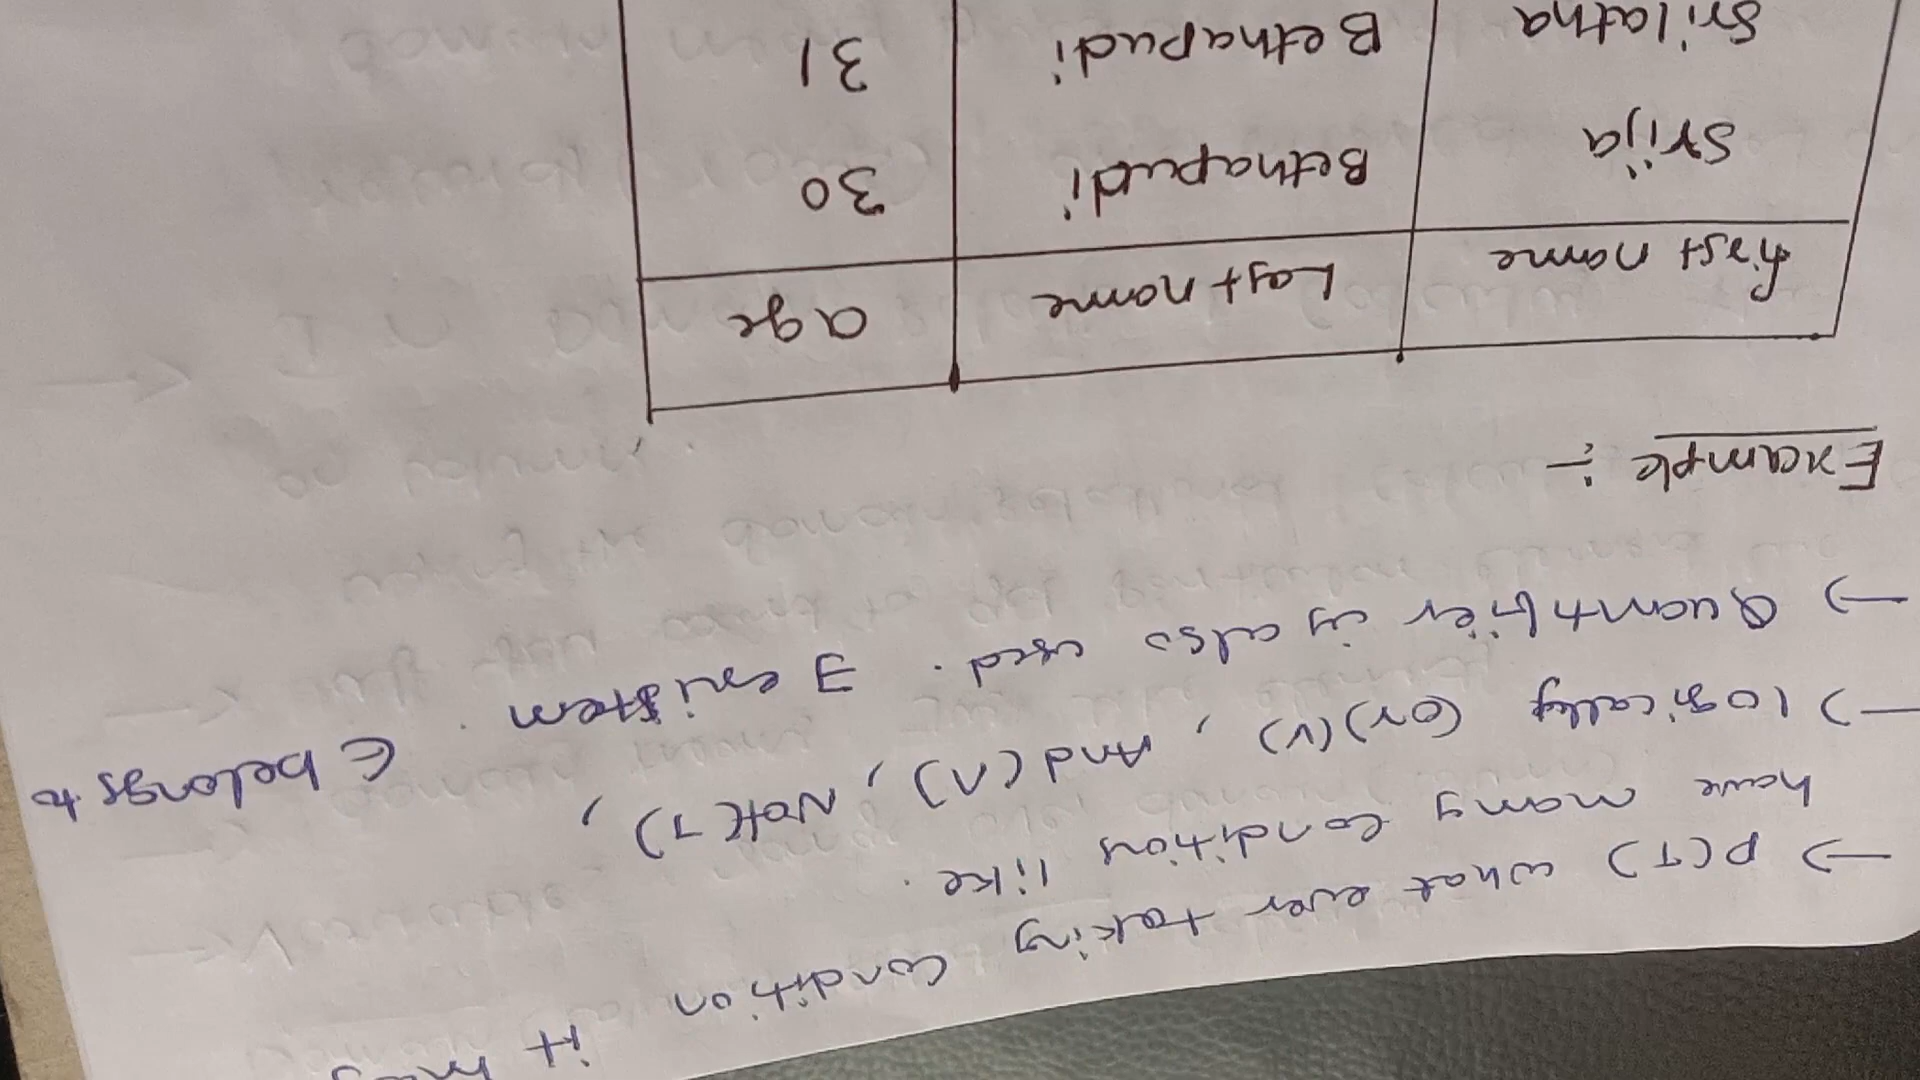 → P(T) what ever taking condition it may
have many conditions like.
→ logically (or)(v), And(∧), Not(¬),
→ Quantifier is also used. ∃ existem. ∈ belongs to
Example :-
first name Last name age
Srija Bethapudi 30
Srilatha Bethapudi 31